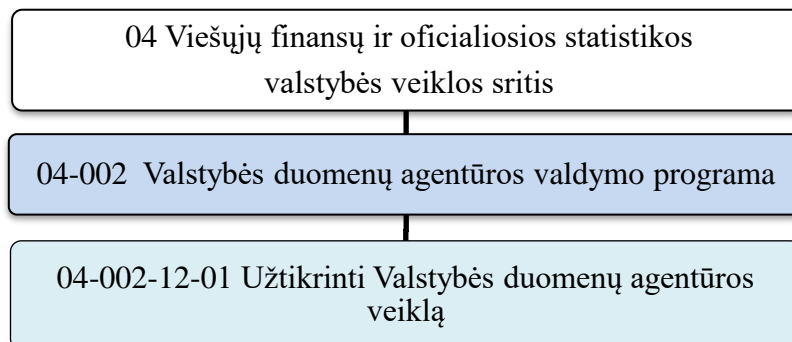 04 Viešųjų finansų ir oficialiosios statistikos
valstybės veiklos sritis
04-002 Valstybės duomenų agentūros valdymo programa
04-002-12-01 Užtikrinti Valstybės duomenų agentūros
veiklą